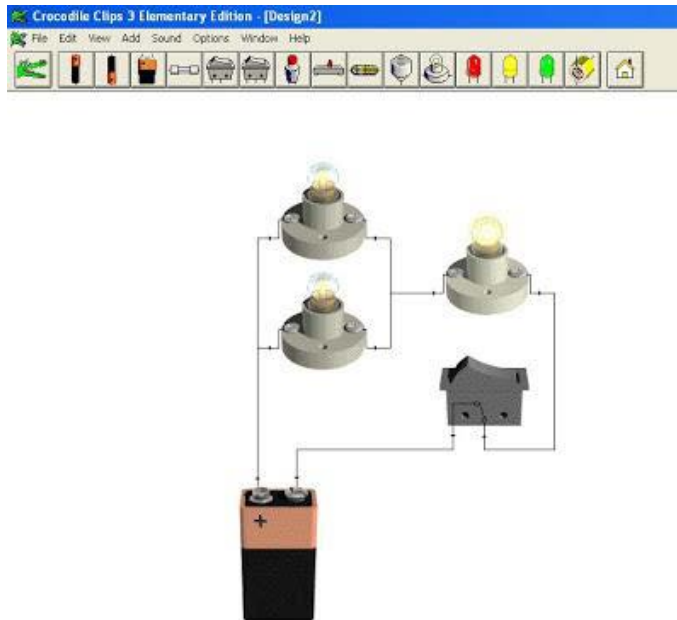 Crocodile Clips 3 Elementary Edition - [Design2]
File Edit View Add Sound Options Window Help
+